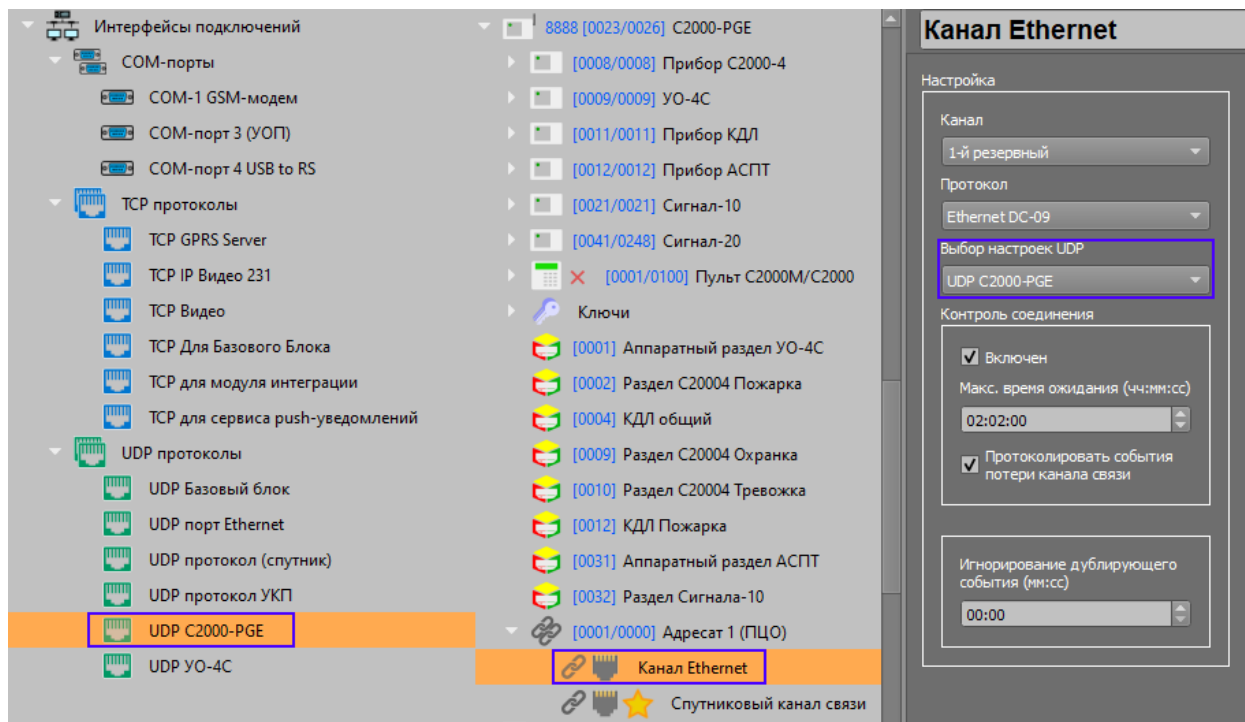 Интерфейсы подключений
COM-порты
COM-1 GSM-модем
COM-порт 3 (УОП)
COM-порт 4 USB to RS
TCP протоколы
TCP GPRS Server
TCP IP Видео 231
TCP Видео
TCP Для Базового Блока
TCP для модуля интеграции
TCP для сервиса push-уведомлений
UDP протоколы
UDP Базовый блок
UDP порт Ethernet
UDP протокол (спутник)
UDP протокол УКП
UDP C2000-PGE
UDP УО-4С
8888 [0023/0026] C2000-PGE
[0008/0008] Прибор С2000-4
[0009/0009] УО-4С
[0011/0011] Прибор КДЛ
[0012/0012] Прибор АСПТ
[0021/0021] Сигнал-10
[0041/0248] Сигнал-20
[0001/0100] Пульт С2000М/С2000
Ключи
[0001] Аппаратный раздел УО-4С
[0002] Раздел С20004 Пожарка
[0004] КДЛ общий
[0009] Раздел С20004 Охранка
[0010] Раздел С20004 Тревожка
[0012] КДЛ Пожарка
[0031] Аппаратный раздел АСПТ
[0032] Раздел Сигнала-10
[0001/0000] Адресат 1 (ПЦО)
Канал Ethernet
Спутниковый канал связи
Канал Ethernet
Настройка
Канал
1-й резервный
Протокол
Ethernet DC-09
Выбор настроек UDP
UDP C2000-PGE
Контроль соединения
Включен
Макс. время ожидания (чч:мм:сс)
02:02:00
Протоколировать события
потери канала связи
Игнорирование дублирующего
события (мм:сс)
00:00